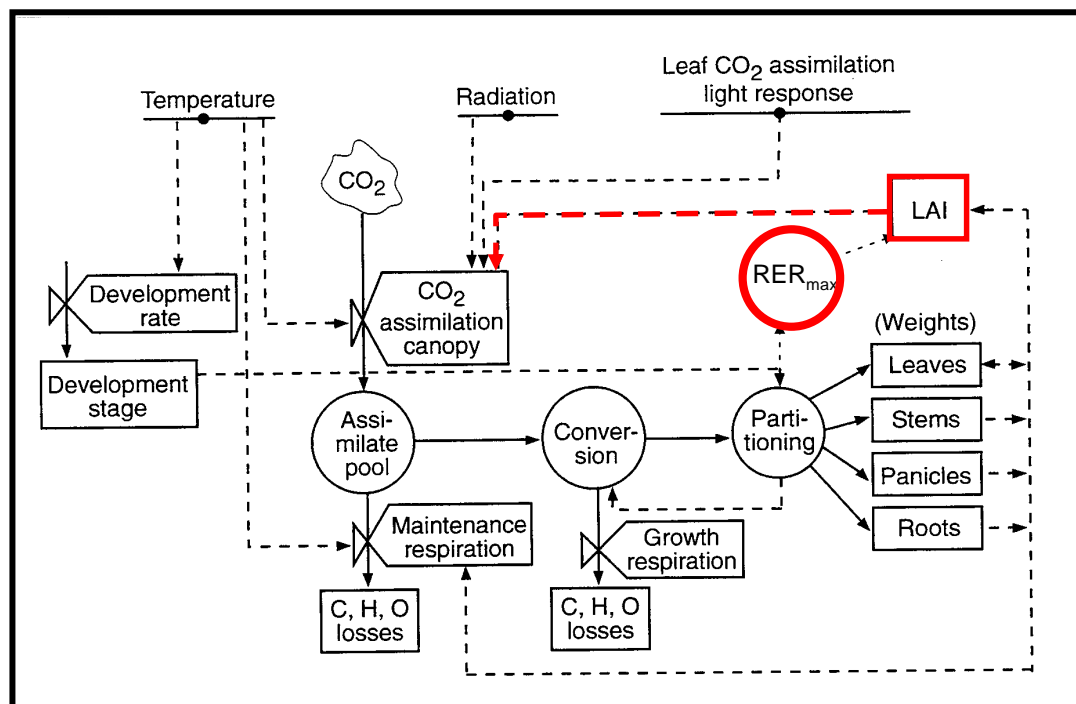 Temperature
Radiation
Leaf CO₂ assimilation
light response
CO₂
LAI
RERmax
Development
rate
CO₂
assimilation
canopy
(Weights)
Leaves
Development
stage
Assi-
milate
pool
Conver-
sion
Parti-
tioning
Stems
Panicles
Roots
Maintenance
respiration
Growth
respiration
C, H, O
losses
C, H, O
losses